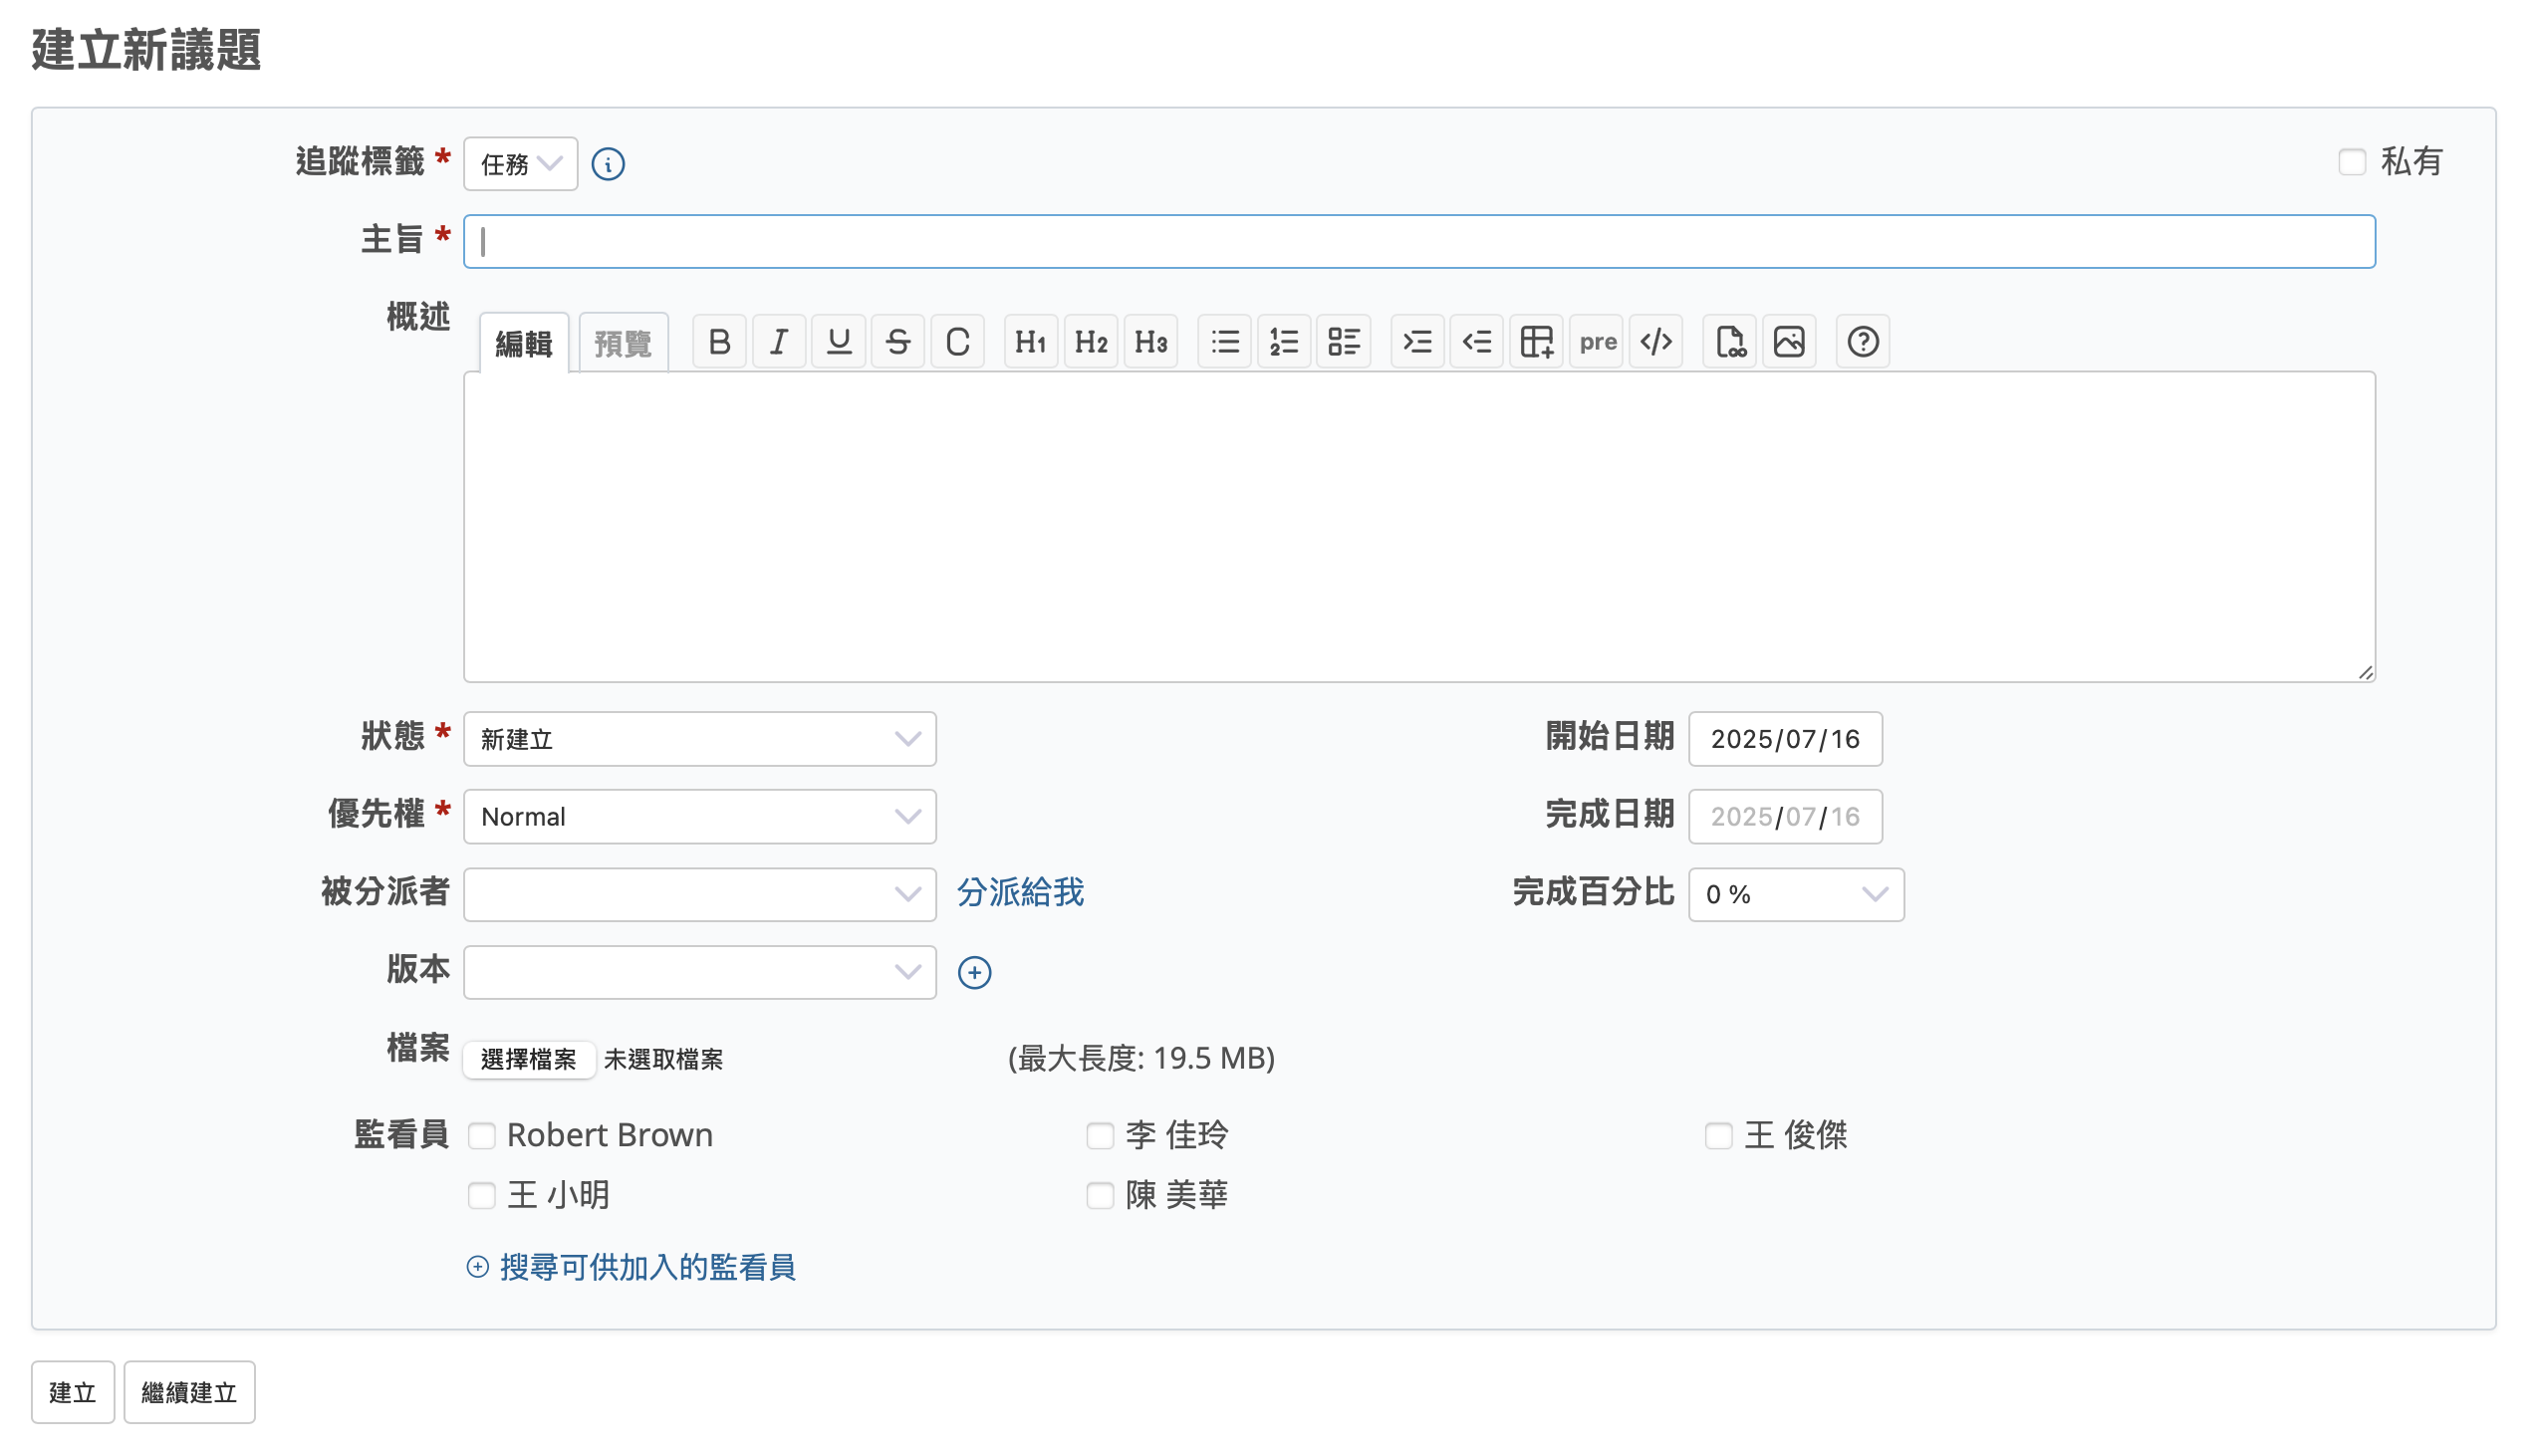 建立新議題
追蹤標籤 * 任務 私有
主旨 *
概述 編輯 預覽 B I U S C H1 H2 H3 pre
狀態 * 新建立 開始日期 2025/07/16
優先權 * Normal 完成日期 2025/07/16
被分派者 分派給我 完成百分比 0 %
版本
檔案 選擇檔案 未選取檔案 (最大長度: 19.5 MB)
監看員 Robert Brown 李 佳玲 王 俊傑
王 小明 陳 美華
搜尋可供加入的監看員
建立 繼續建立